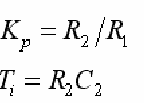 K_p = R_2/R_1
T_i = R_2C_2